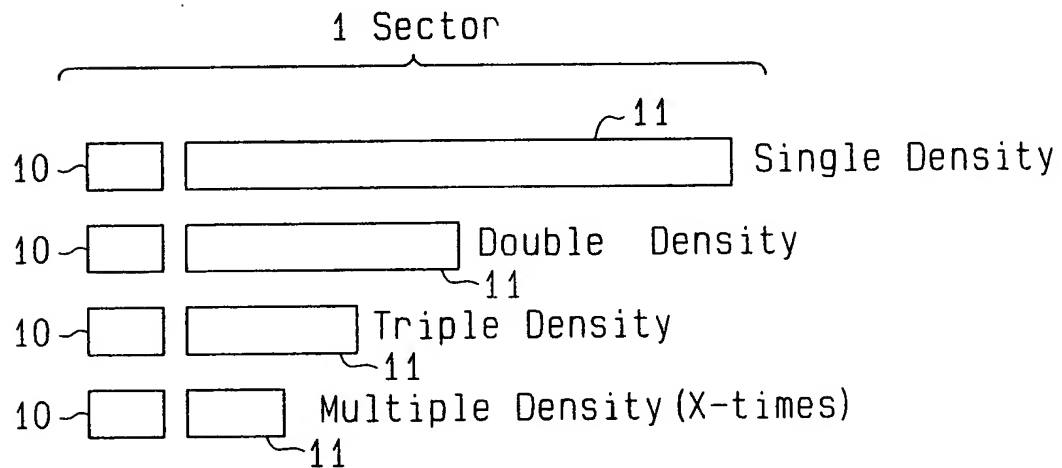 1 Sector
11
10 Single Density
10 Double Density
11
10 Triple Density
11
10 Multiple Density (X-times)
11